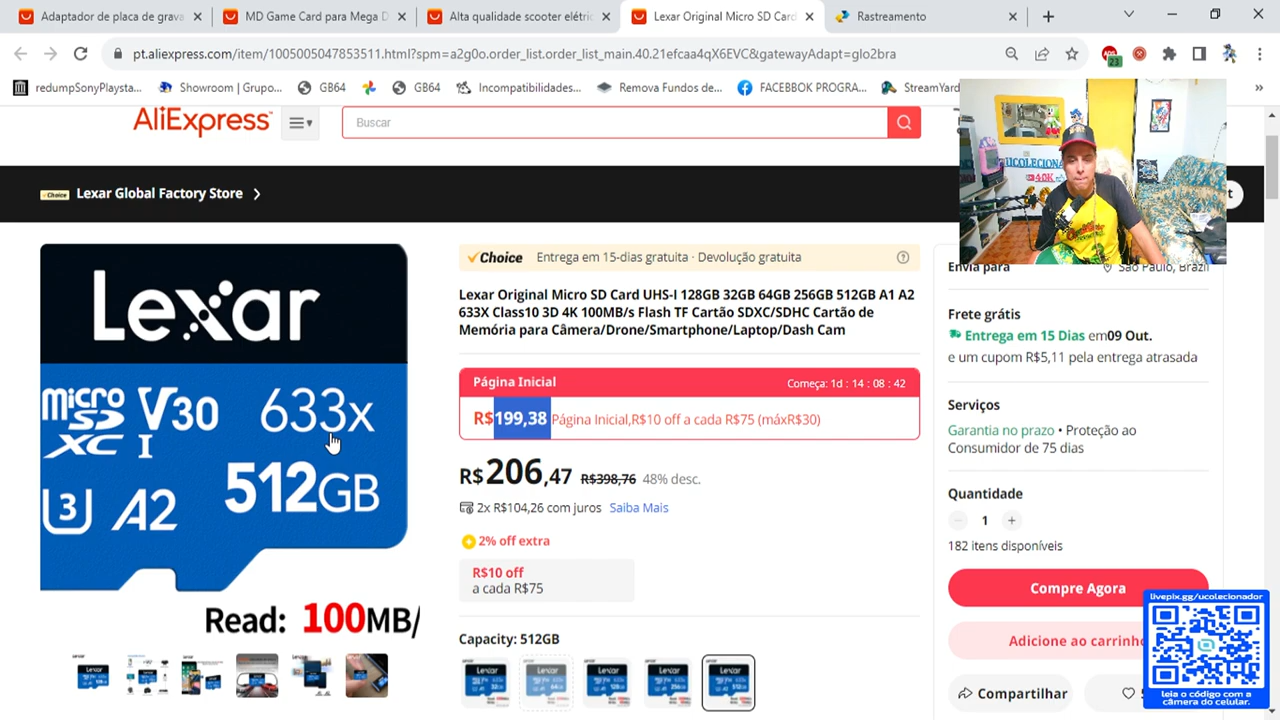 Adaptador de placa de grava
MD Game Card para Mega D
Alta qualidade scooter elétri
Lexar Original Micro SD Card
Rastreamento
pt.aliexpress.com/item/1005005047853511.html?spm=a2g0o.order_list.order_list_main.40.21efcaa4qX6EVC&gatewayAdapt=glo2bra
23
redumpSonyPlaysta...
Showroom | Grupo...
GB64
GB64
Incompatibilidades...
Remova Fundos de...
FACEBBOK PROGRA...
StreamYard
AliExpress
Buscar
UCOLECIONA
40K
Choice
Lexar Global Factory Store
t
Lexar
micro SD XC I
V30
633x
512GB
U3 A2
Read: 100MB/
Choice Entrega em 15-dias gratuita · Devolução gratuita
Lexar Original Micro SD Card UHS-I 128GB 32GB 64GB 256GB 512GB A1 A2
633X Class10 3D 4K 100MB/s Flash TF Cartão SDXC/SDHC Cartão de
Memória para Câmera/Drone/Smartphone/Laptop/Dash Cam
Página Inicial
Começa: 1d : 14 : 08 : 42
R$199,38 Página Inicial,R$10 off a cada R$75 (máxR$30)
R$206,47 R$398,76 48% desc.
2x R$104,26 com juros Saiba Mais
2% off extra
R$10 off
a cada R$75
Capacity: 512GB
Envia para
São Paulo, Brazil
Frete grátis
Entrega em 15 Dias em09 Out.
e um cupom R$5,11 pela entrega atrasada
Serviços
Garantia no prazo • Proteção ao
Consumidor de 75 dias
Quantidade
1
182 itens disponíveis
Compre Agora
Adicione ao carrinho
Compartilhar
livepix.gg/ucolecionador
leia o código com a
câmera do celular.